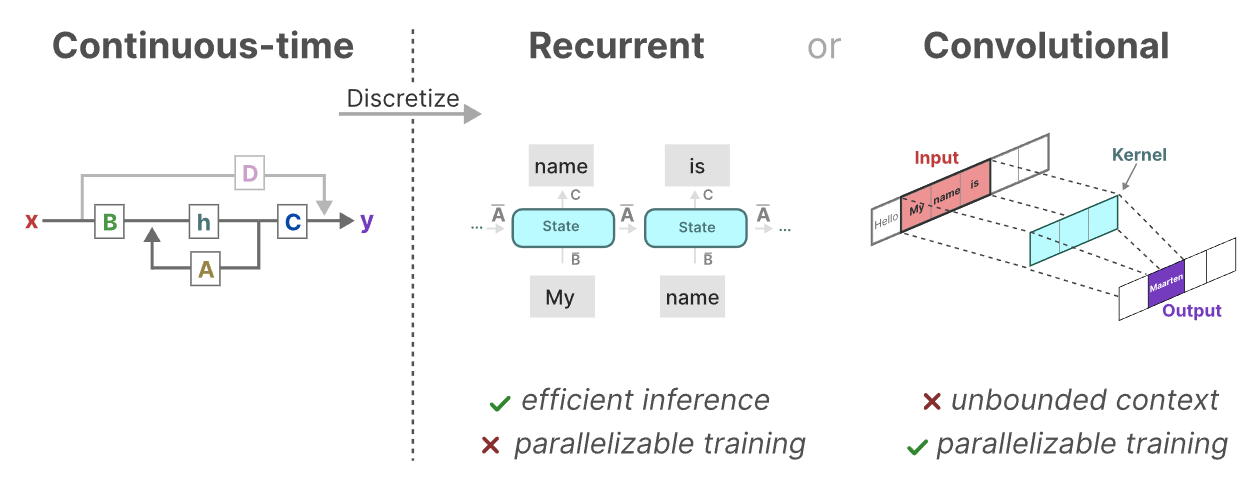 Continuous-time
Recurrent
or
Convolutional
Discretize
D
x
B
h
C
y
A
name
is
C
C
A̅
State
A̅
State
A̅
...
...
B̅
B̅
My
name
Input
Kernel
Hello
My
name
is
Maarten
Output
✓ efficient inference
✗ parallelizable training
✗ unbounded context
✓ parallelizable training